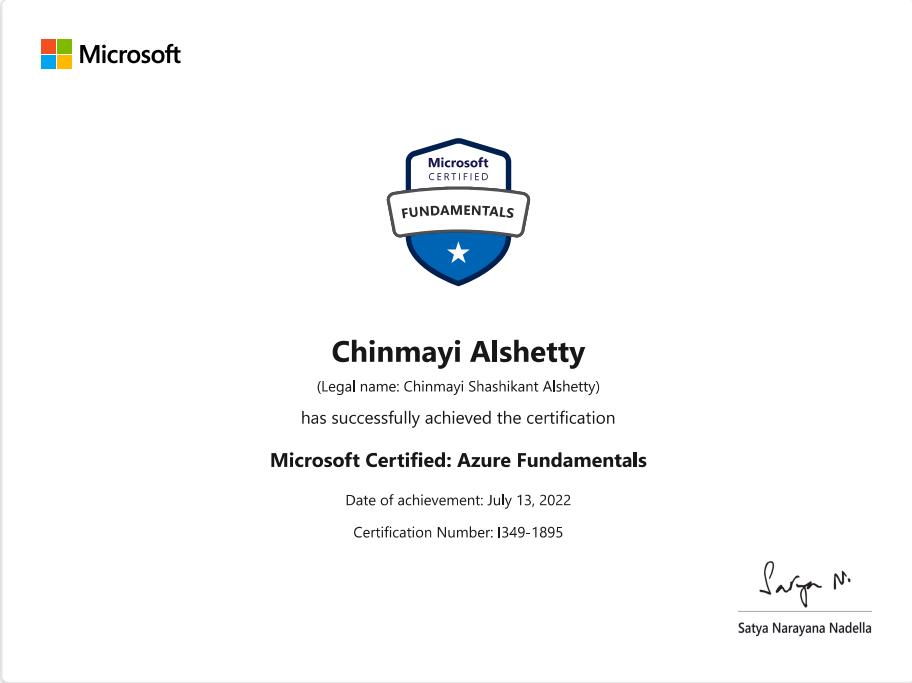 Microsoft
Microsoft
CERTIFIED
FUNDAMENTALS
Chinmayi Alshetty
(Legal name: Chinmayi Shashikant Alshetty)
has successfully achieved the certification
Microsoft Certified: Azure Fundamentals
Date of achievement: July 13, 2022
Certification Number: I349-1895
Satya N.
Satya Narayana Nadella